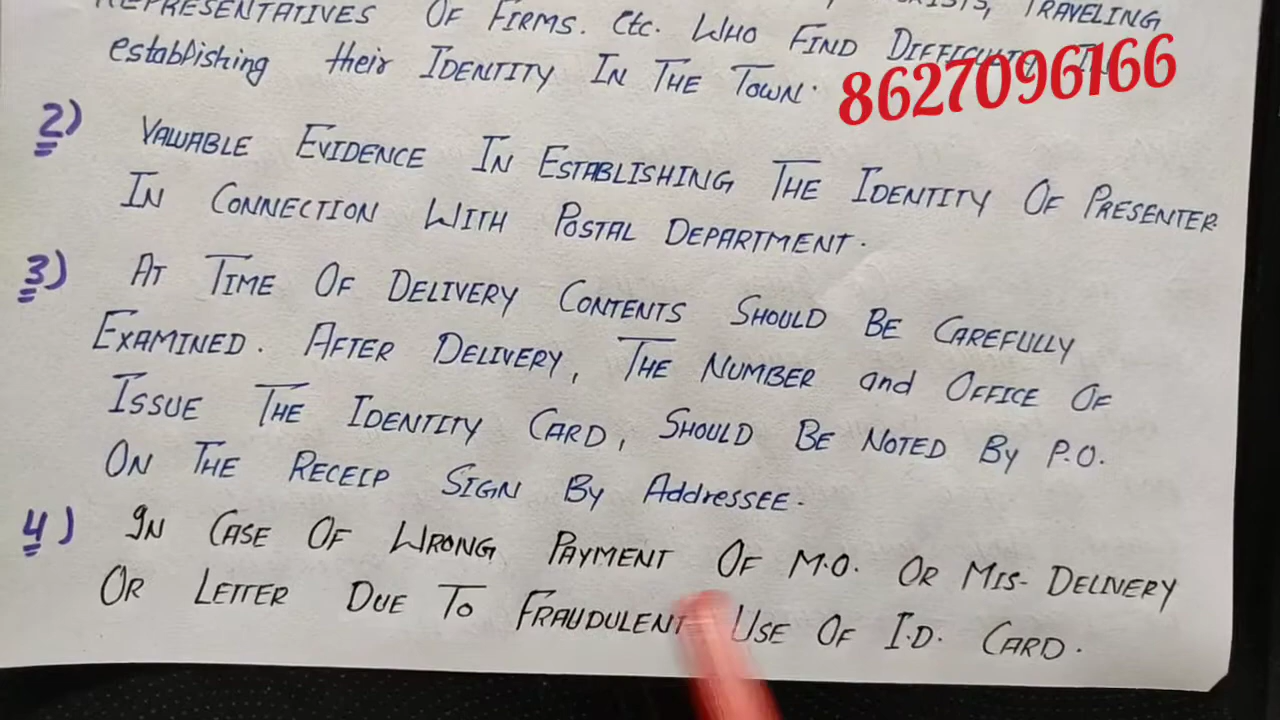 REPRESENTATIVES OF FIRMS. Etc. WHO FIND DIFFICULTY IN
TRAVELING
establishing their IDENTITY IN THE TOWN.
8627096166
2) VALUABLE EVIDENCE IN ESTABLISHING THE IDENTITY OF PRESENTER
IN CONNECTION WITH POSTAL DEPARTMENT.
3) AT TIME OF DELIVERY CONTENTS SHOULD BE CAREFULLY
EXAMINED. AFTER DELIVERY, THE NUMBER and OFFICE OF
ISSUE THE IDENTITY CARD, SHOULD BE NOTED BY P.O.
ON THE RECEIP SIGN BY Addressee.
4) IN CASE OF WRONG PAYMENT OF M.O. OR MIS-DELIVERY
OR LETTER DUE TO FRAUDULENT USE OF I.D. CARD.